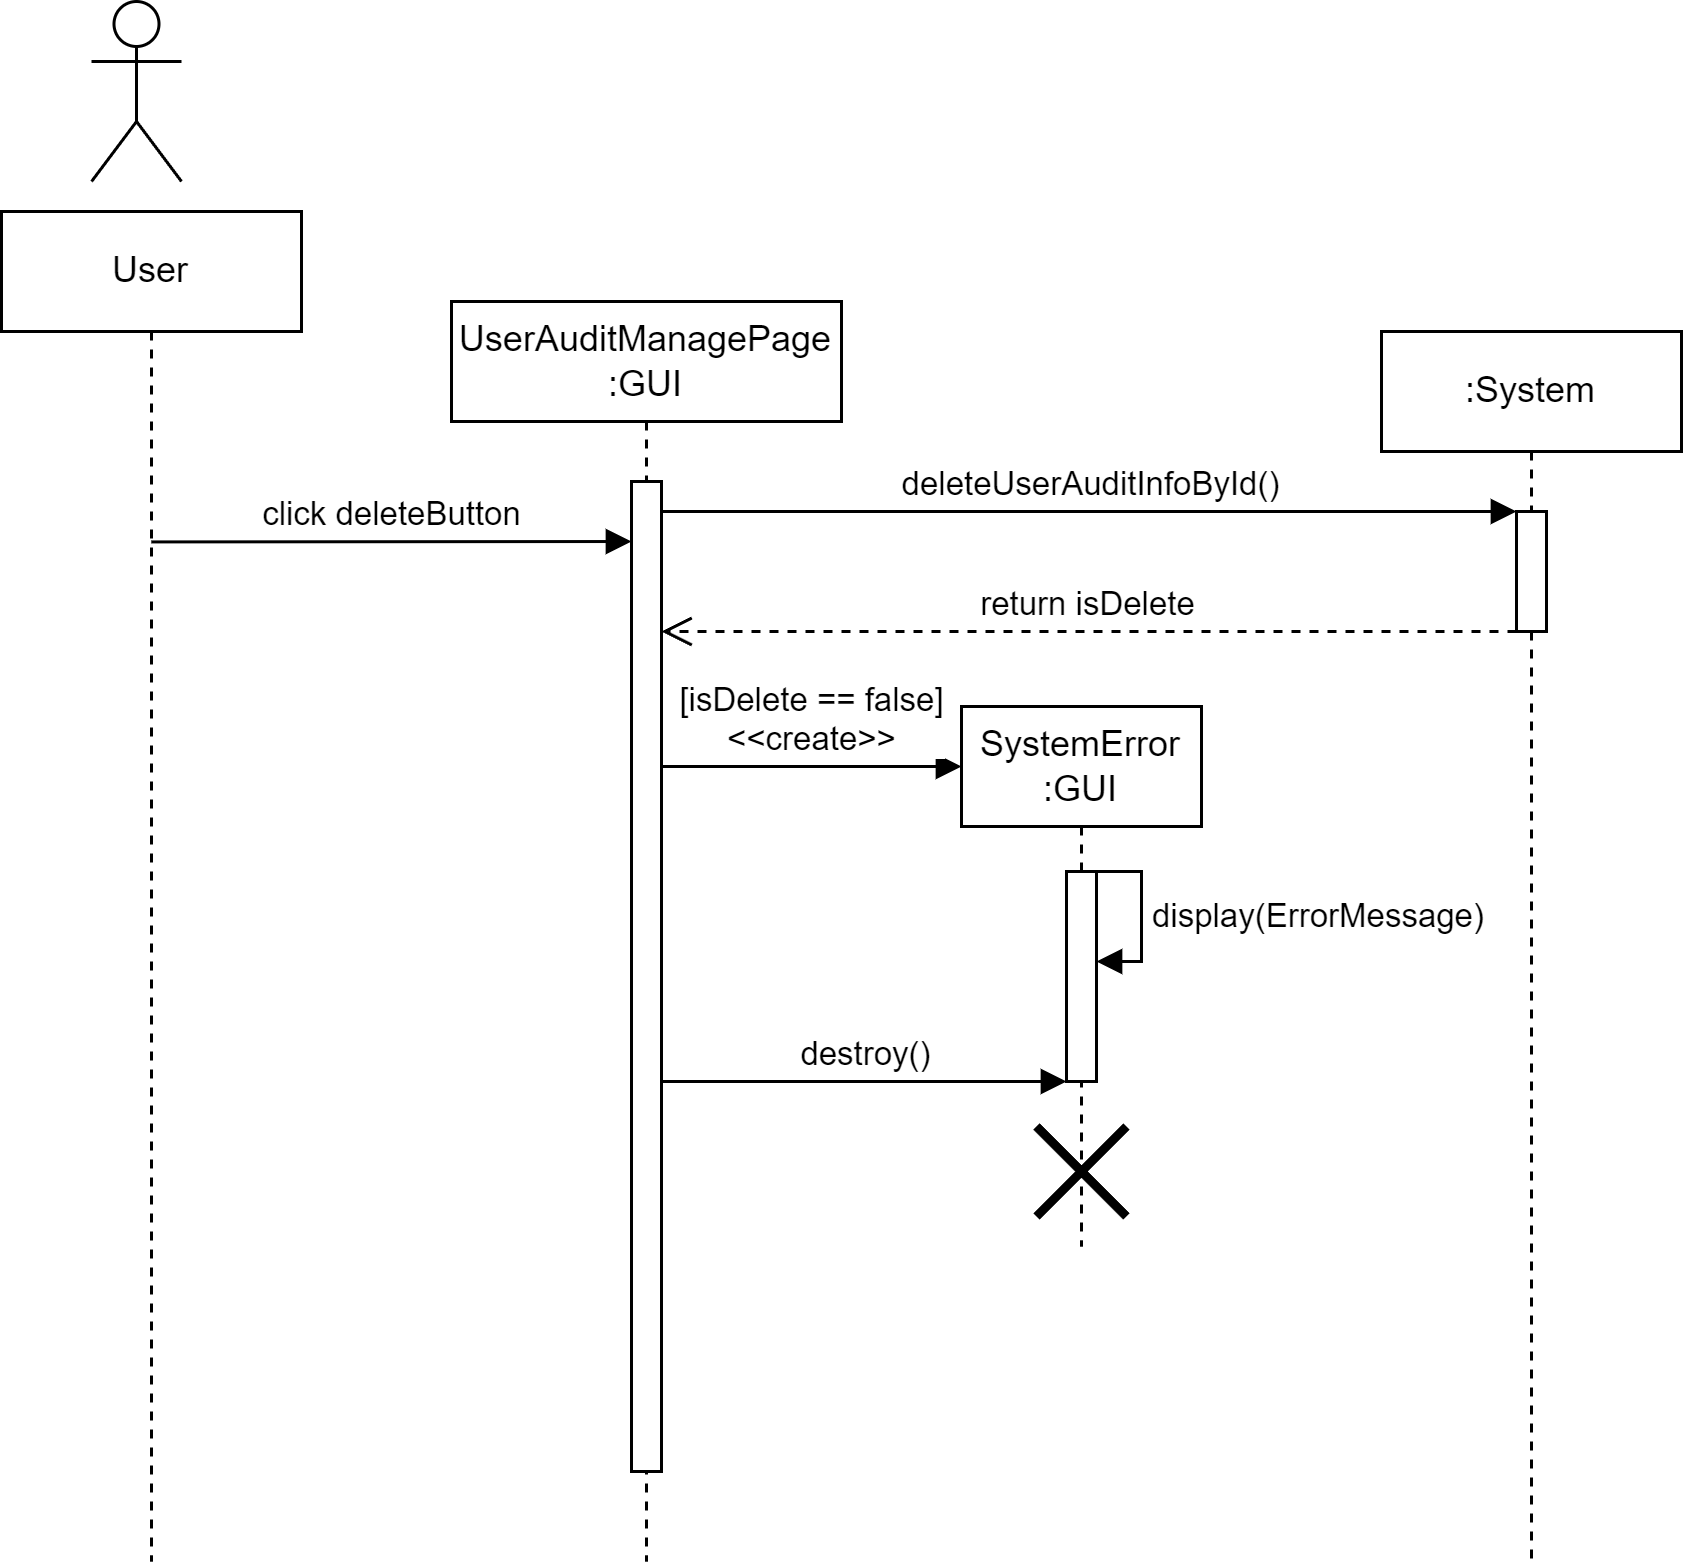 User
UserAuditManagePage
:GUI
:System
deleteUserAuditInfoById()
click deleteButton
return isDelete
[isDelete == false]
<<create>>
SystemError
:GUI
display(ErrorMessage)
destroy()